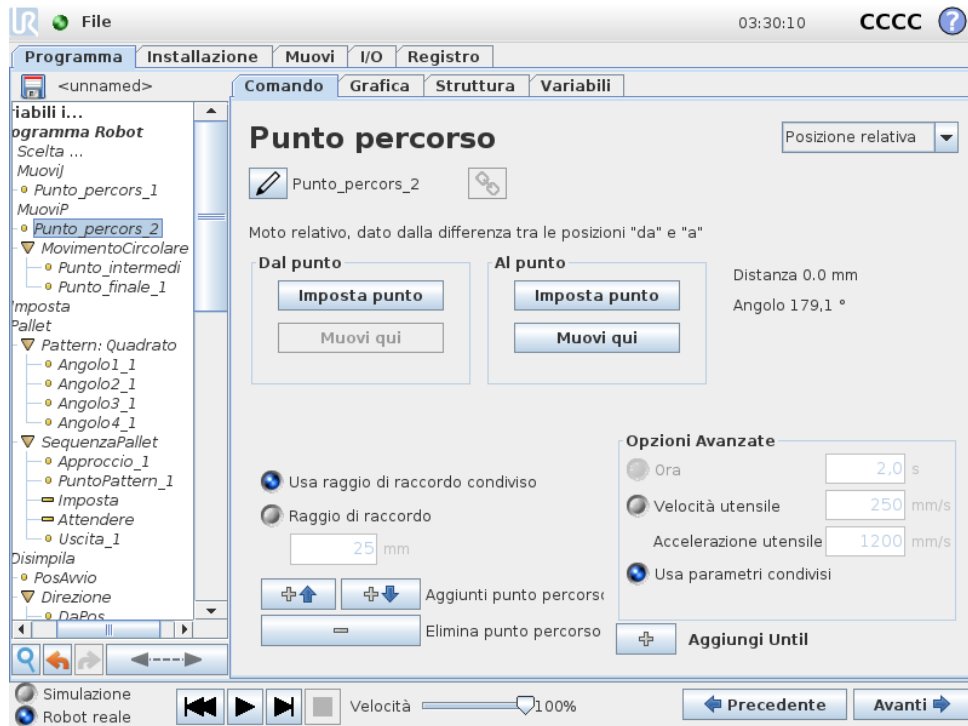 UR File 03:30:10 CCCC ?
Programma Installazione Muovi I/O Registro
<unnamed>
Comando Grafica Struttura Variabili
riabili i...
ogramma Robot
Scelta ...
MuoviJ
Punto_percors_1
MuoviP
Punto_percors_2
MovimentoCircolare
Punto_intermedi
Punto_finale_1
Imposta
Pallet
Pattern: Quadrato
Angolo1_1
Angolo2_1
Angolo3_1
Angolo4_1
SequenzaPallet
Approccio_1
PuntoPattern_1
Imposta
Attendere
Uscita_1
Disimpila
PosAvvio
Direzione
DaPos
Punto percorso
Posizione relativa
Punto_percors_2
Moto relativo, dato dalla differenza tra le posizioni "da" e "a"
Dal punto
Imposta punto
Muovi qui
Al punto
Imposta punto
Muovi qui
Distanza 0.0 mm
Angolo 179,1 °
Usa raggio di raccordo condiviso
Raggio di raccordo
25 mm
Aggiunti punto percorso
Elimina punto percorso
Opzioni Avanzate
Ora 2,0 s
Velocità utensile 250 mm/s
Accelerazione utensile 1200 mm/s
Usa parametri condivisi
Aggiungi Until
Simulazione
Robot reale
Velocità 100%
Precedente Avanti